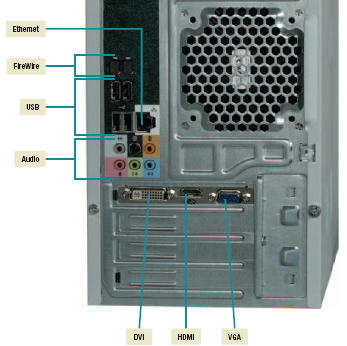 Ethernet
FireWire
USB
Audio
DVI
HDMI
VGA